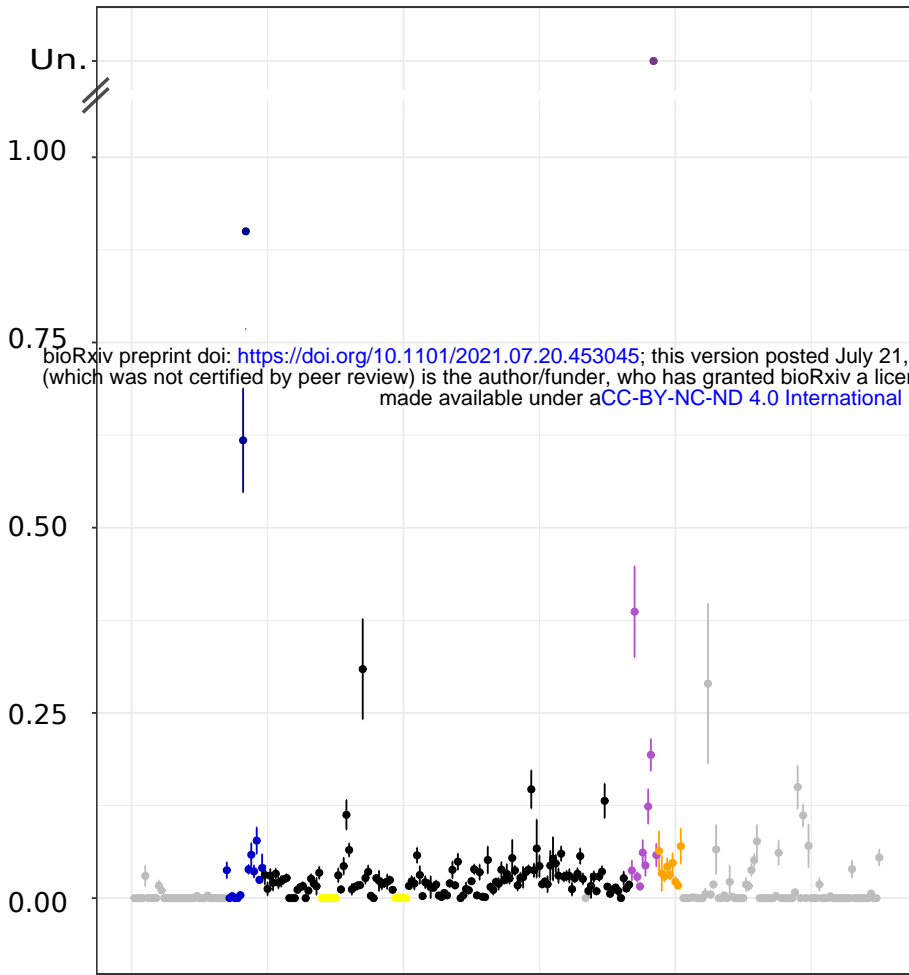 Un.
1.00
0.75
bioRxiv preprint doi: https://doi.org/10.1101/2021.07.20.453045; this version posted July 21,
(which was not certified by peer review) is the author/funder, who has granted bioRxiv a
made available under aCC-BY-NC-ND 4.0 International
0.50
0.25
0.00